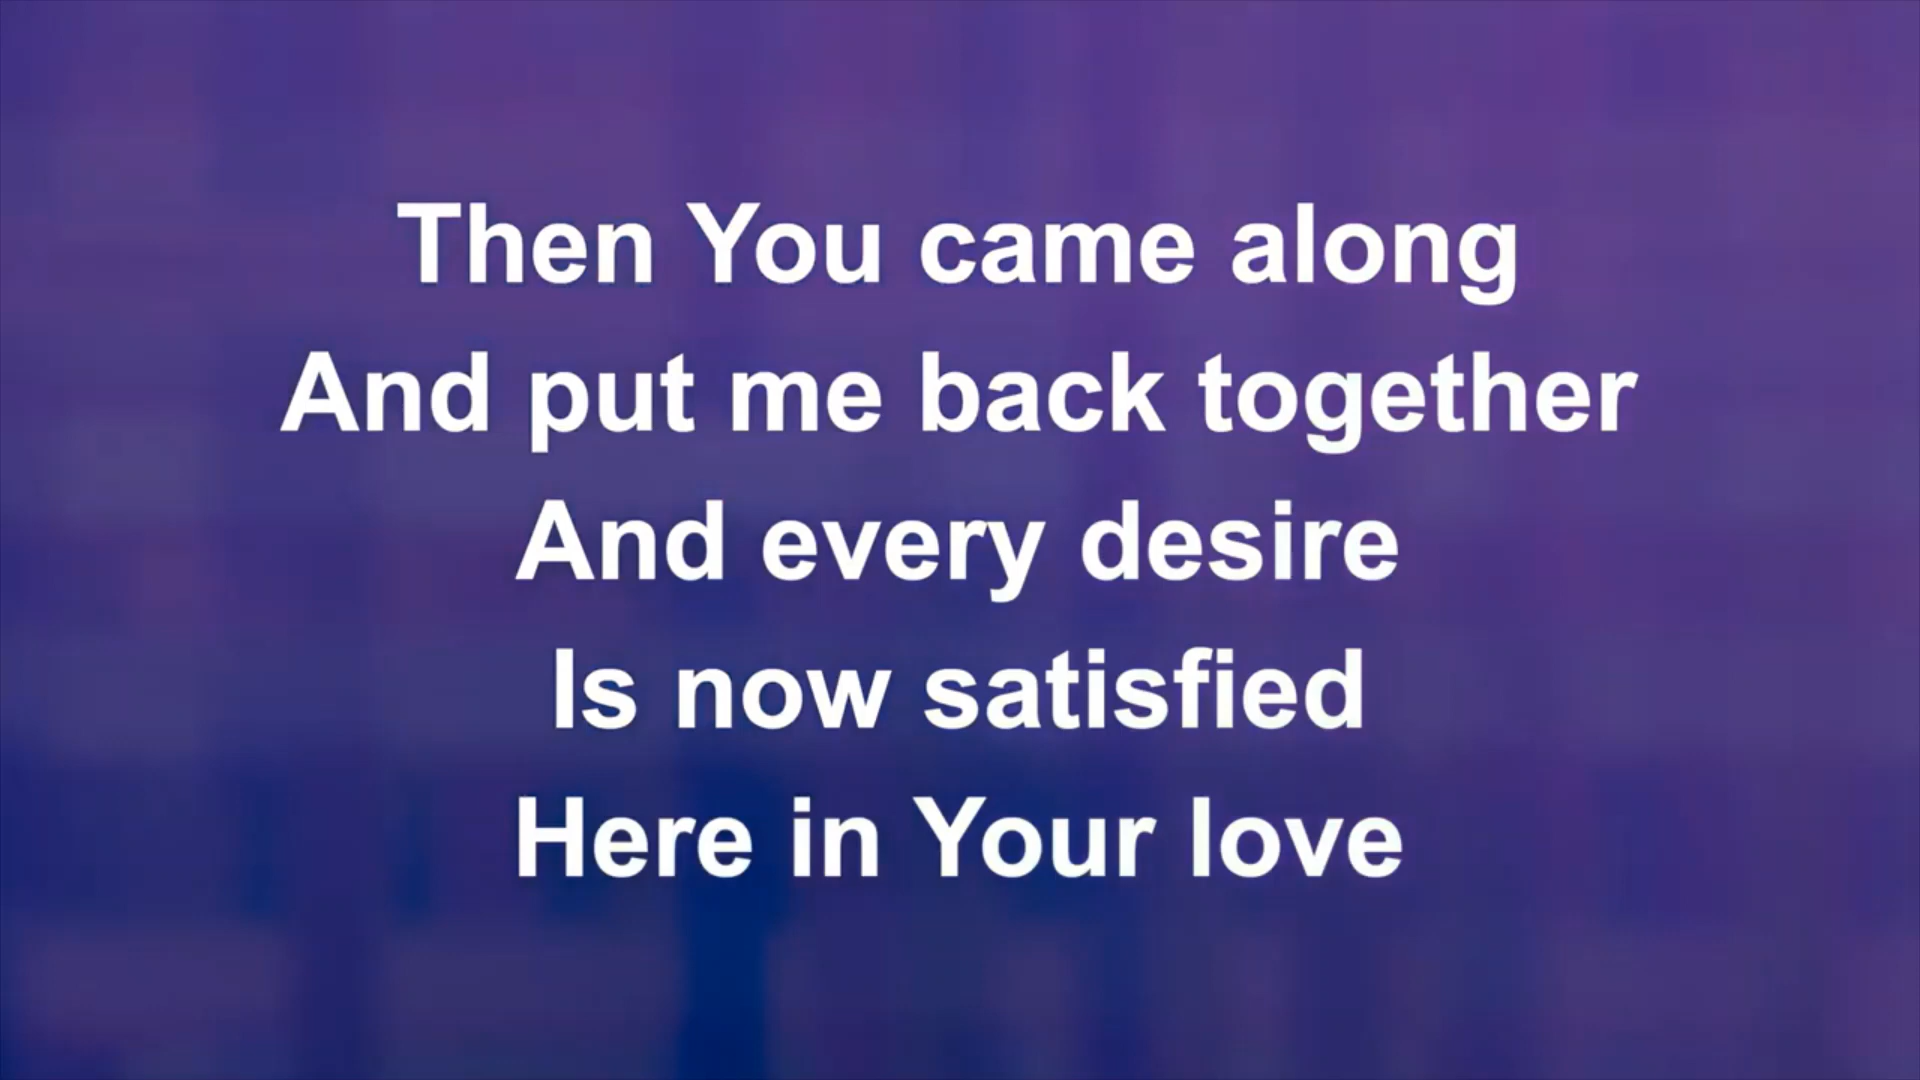 Then You came along
And put me back together
And every desire
Is now satisfied
Here in Your love